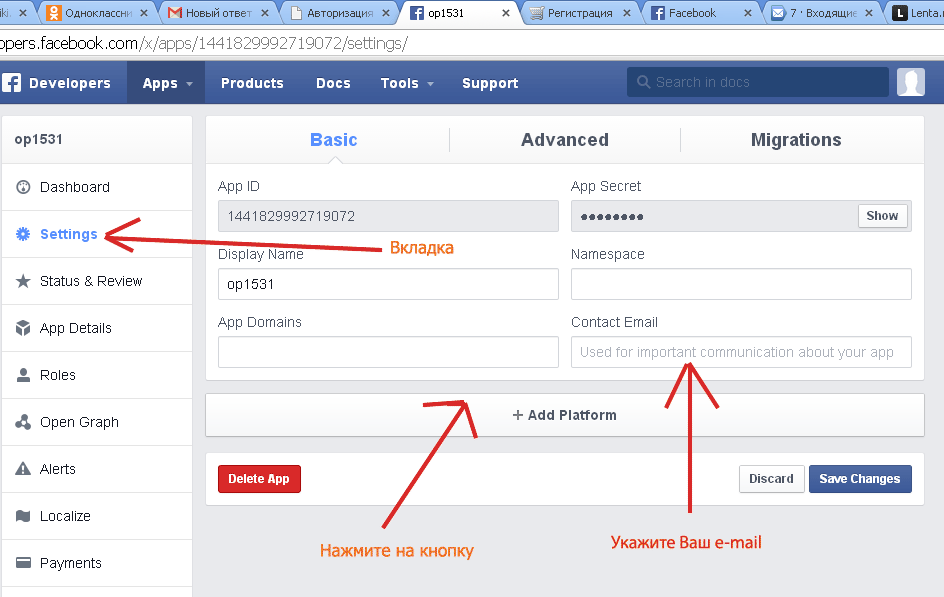 iki.
Одноклассни
Новый ответ
Авторизация
op1531
Регистрация
Facebook
7 · Входящие
Lenta.r
opers.facebook.com/x/apps/1441829992719072/settings/
Developers
Apps
Products
Docs
Tools
Support
Search in docs
op1531
Dashboard
Settings
Status & Review
App Details
Roles
Open Graph
Alerts
Localize
Payments
Basic
Advanced
Migrations
App ID
App Secret
1441829992719072
Show
Вкладка
Display Name
Namespace
op1531
App Domains
Contact Email
Used for important communication about your app
+ Add Platform
Delete App
Discard
Save Changes
Нажмите на кнопку
Укажите Ваш e-mail